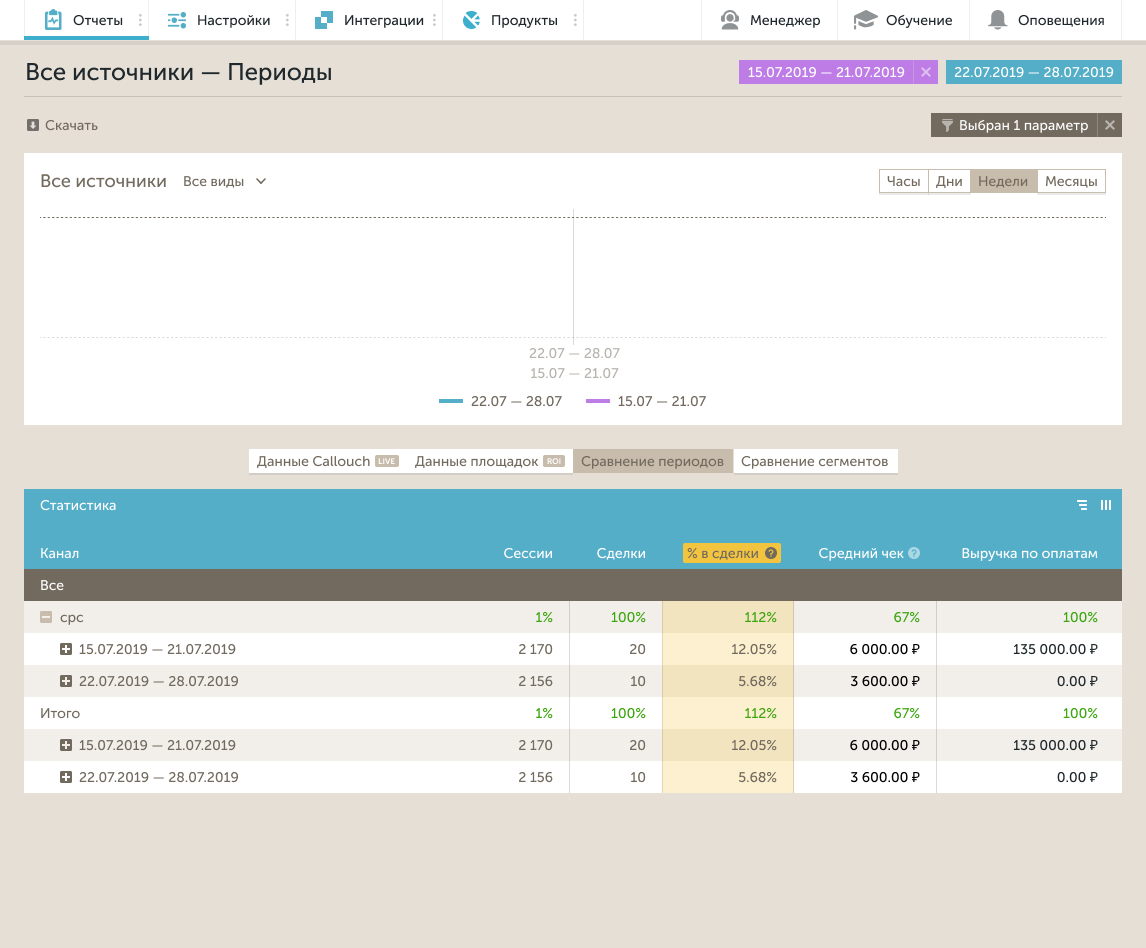 Отчеты Настройки Интеграции Продукты Менеджер Обучение Оповещения
Все источники — Периоды 15.07.2019 — 21.07.2019 22.07.2019 — 28.07.2019
Скачать Выбран 1 параметр
Все источники Все виды Часы Дни Недели Месяцы
22.07 — 28.07
15.07 — 21.07
22.07 — 28.07 15.07 — 21.07
Данные Callouch LIVE Данные площадок ROI Сравнение периодов Сравнение сегментов
Статистика
Канал Сессии Сделки % в сделки ? Средний чек ? Выручка по оплатам
Все
cpc 1% 100% 112% 67% 100%
15.07.2019 — 21.07.2019 2 170 20 12.05% 6 000.00 ₽ 135 000.00 ₽
22.07.2019 — 28.07.2019 2 156 10 5.68% 3 600.00 ₽ 0.00 ₽
Итого 1% 100% 112% 67% 100%
15.07.2019 — 21.07.2019 2 170 20 12.05% 6 000.00 ₽ 135 000.00 ₽
22.07.2019 — 28.07.2019 2 156 10 5.68% 3 600.00 ₽ 0.00 ₽